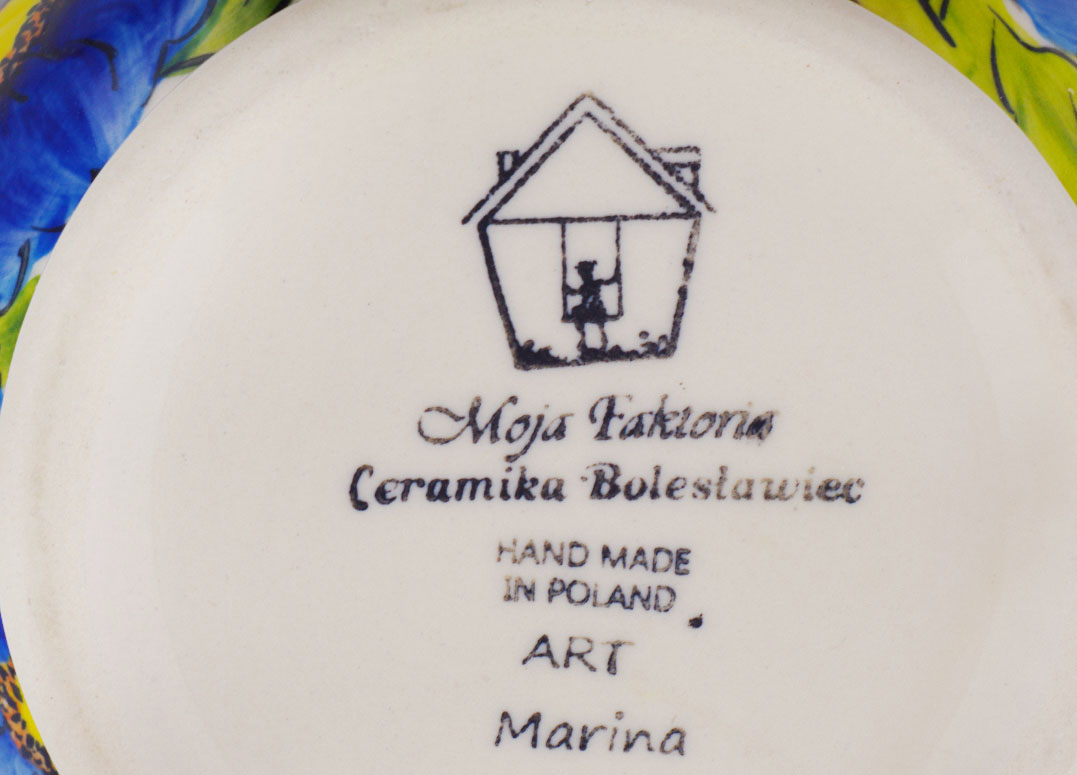 Moja Faktoria
Ceramika Bolesławiec
HAND MADE
IN POLAND
ART
Marina